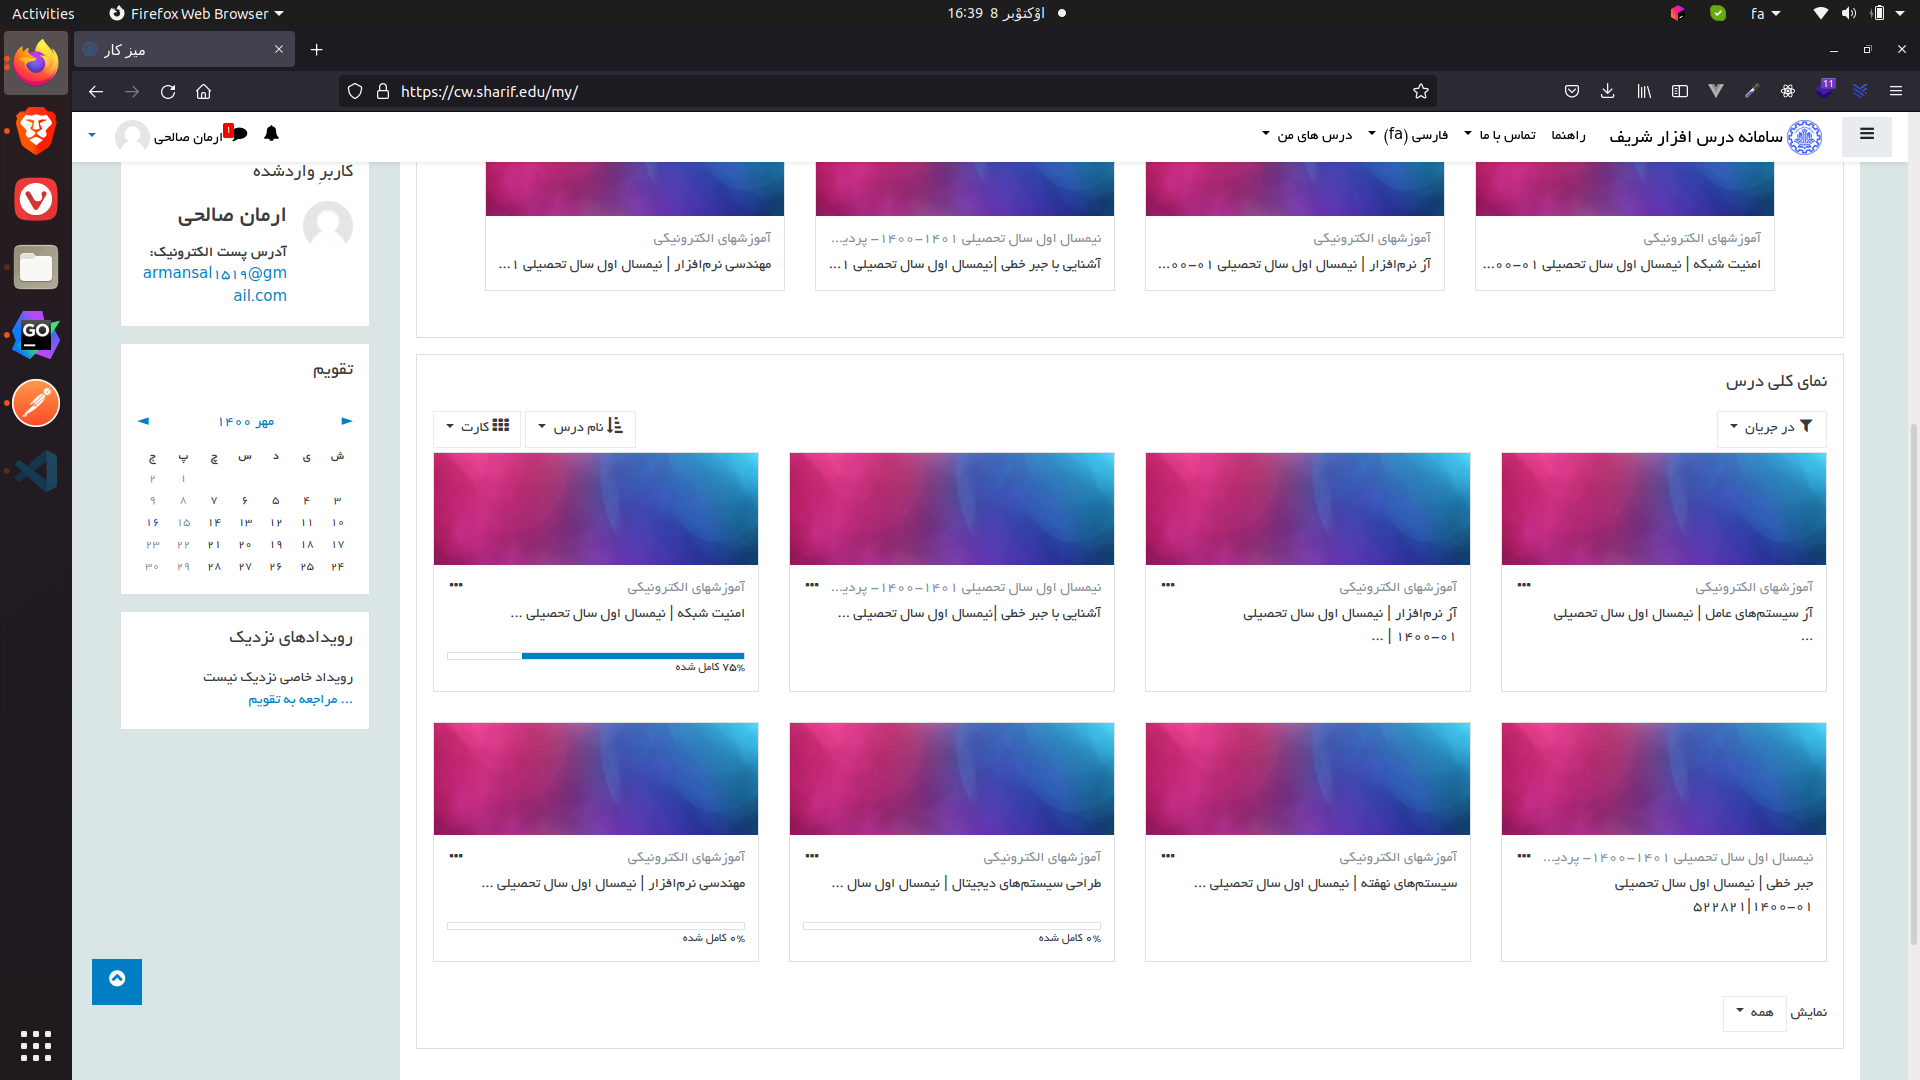 Activities
Firefox Web Browser
اوْکتوْبر 8  16:39
fa
میز کار
https://cw.sharif.edu/my/
11
سامانه درس افزار شریف
راهنما
تماس با ما
فارسی ‎(fa)‎
درس های من
۱
ارمان صالحی
آموزشهای الکترونیکی
امنیت شبکه | نیمسال اول سال تحصیلی ۰۱-۰۰...
آموزشهای الکترونیکی
آز نرم‌افزار | نیمسال اول سال تحصیلی ۰۱-۰۰...
نیمسال اول سال تحصیلی ۱۴۰۱-۱۴۰۰- پردی...
آشنایی با جبر خطی |نیمسال اول سال تحصیلی ۱...
آموزشهای الکترونیکی
مهندسی نرم‌افزار | نیمسال اول سال تحصیلی ۱...
نمای کلی درس
در جریان
نام درس
کارت
آموزشهای الکترونیکی
آز سیستم‌های عامل | نیمسال اول سال تحصیلی
...
آموزشهای الکترونیکی
آز نرم‌افزار | نیمسال اول سال تحصیلی
۱۴۰۰-۰۱ | ...
نیمسال اول سال تحصیلی ۱۴۰۱-۱۴۰۰- پردی...
آشنایی با جبر خطی |نیمسال اول سال تحصیلی ...
آموزشهای الکترونیکی
امنیت شبکه | نیمسال اول سال تحصیلی ...
۷۵% کامل شده
نیمسال اول سال تحصیلی ۱۴۰۱-۱۴۰۰- پردی...
جبر خطی | نیمسال اول سال تحصیلی
۱۴۰۰-۰۱|۵۲۲۸۲۱
آموزشهای الکترونیکی
سیستم‌های نهفته | نیمسال اول سال تحصیلی ...
آموزشهای الکترونیکی
طراحی سیستم‌های دیجیتال | نیمسال اول سال ...
۰% کامل شده
آموزشهای الکترونیکی
مهندسی نرم‌افزار | نیمسال اول سال تحصیلی ...
۰% کامل شده
نمایش
همه
کاربرِ واردشده
ارمان صالحی
آدرس پست الکترونیک:
armansal۱۵۱۹@gm
ail.com
تقویم
► مهر ۱۴۰۰ ◄
ش ی د س چ پ ج
۱ ۲
۳ ۴ ۵ ۶ ۷ ۸ ۹
۱۰ ۱۱ ۱۲ ۱۳ ۱۴ ۱۵ ۱۶
۱۷ ۱۸ ۱۹ ۲۰ ۲۱ ۲۲ ۲۳
۲۴ ۲۵ ۲۶ ۲۷ ۲۸ ۲۹ ۳۰
رویدادهای نزدیک
رویداد خاصی نزدیک نیست
... مراجعه به تقویم
GO